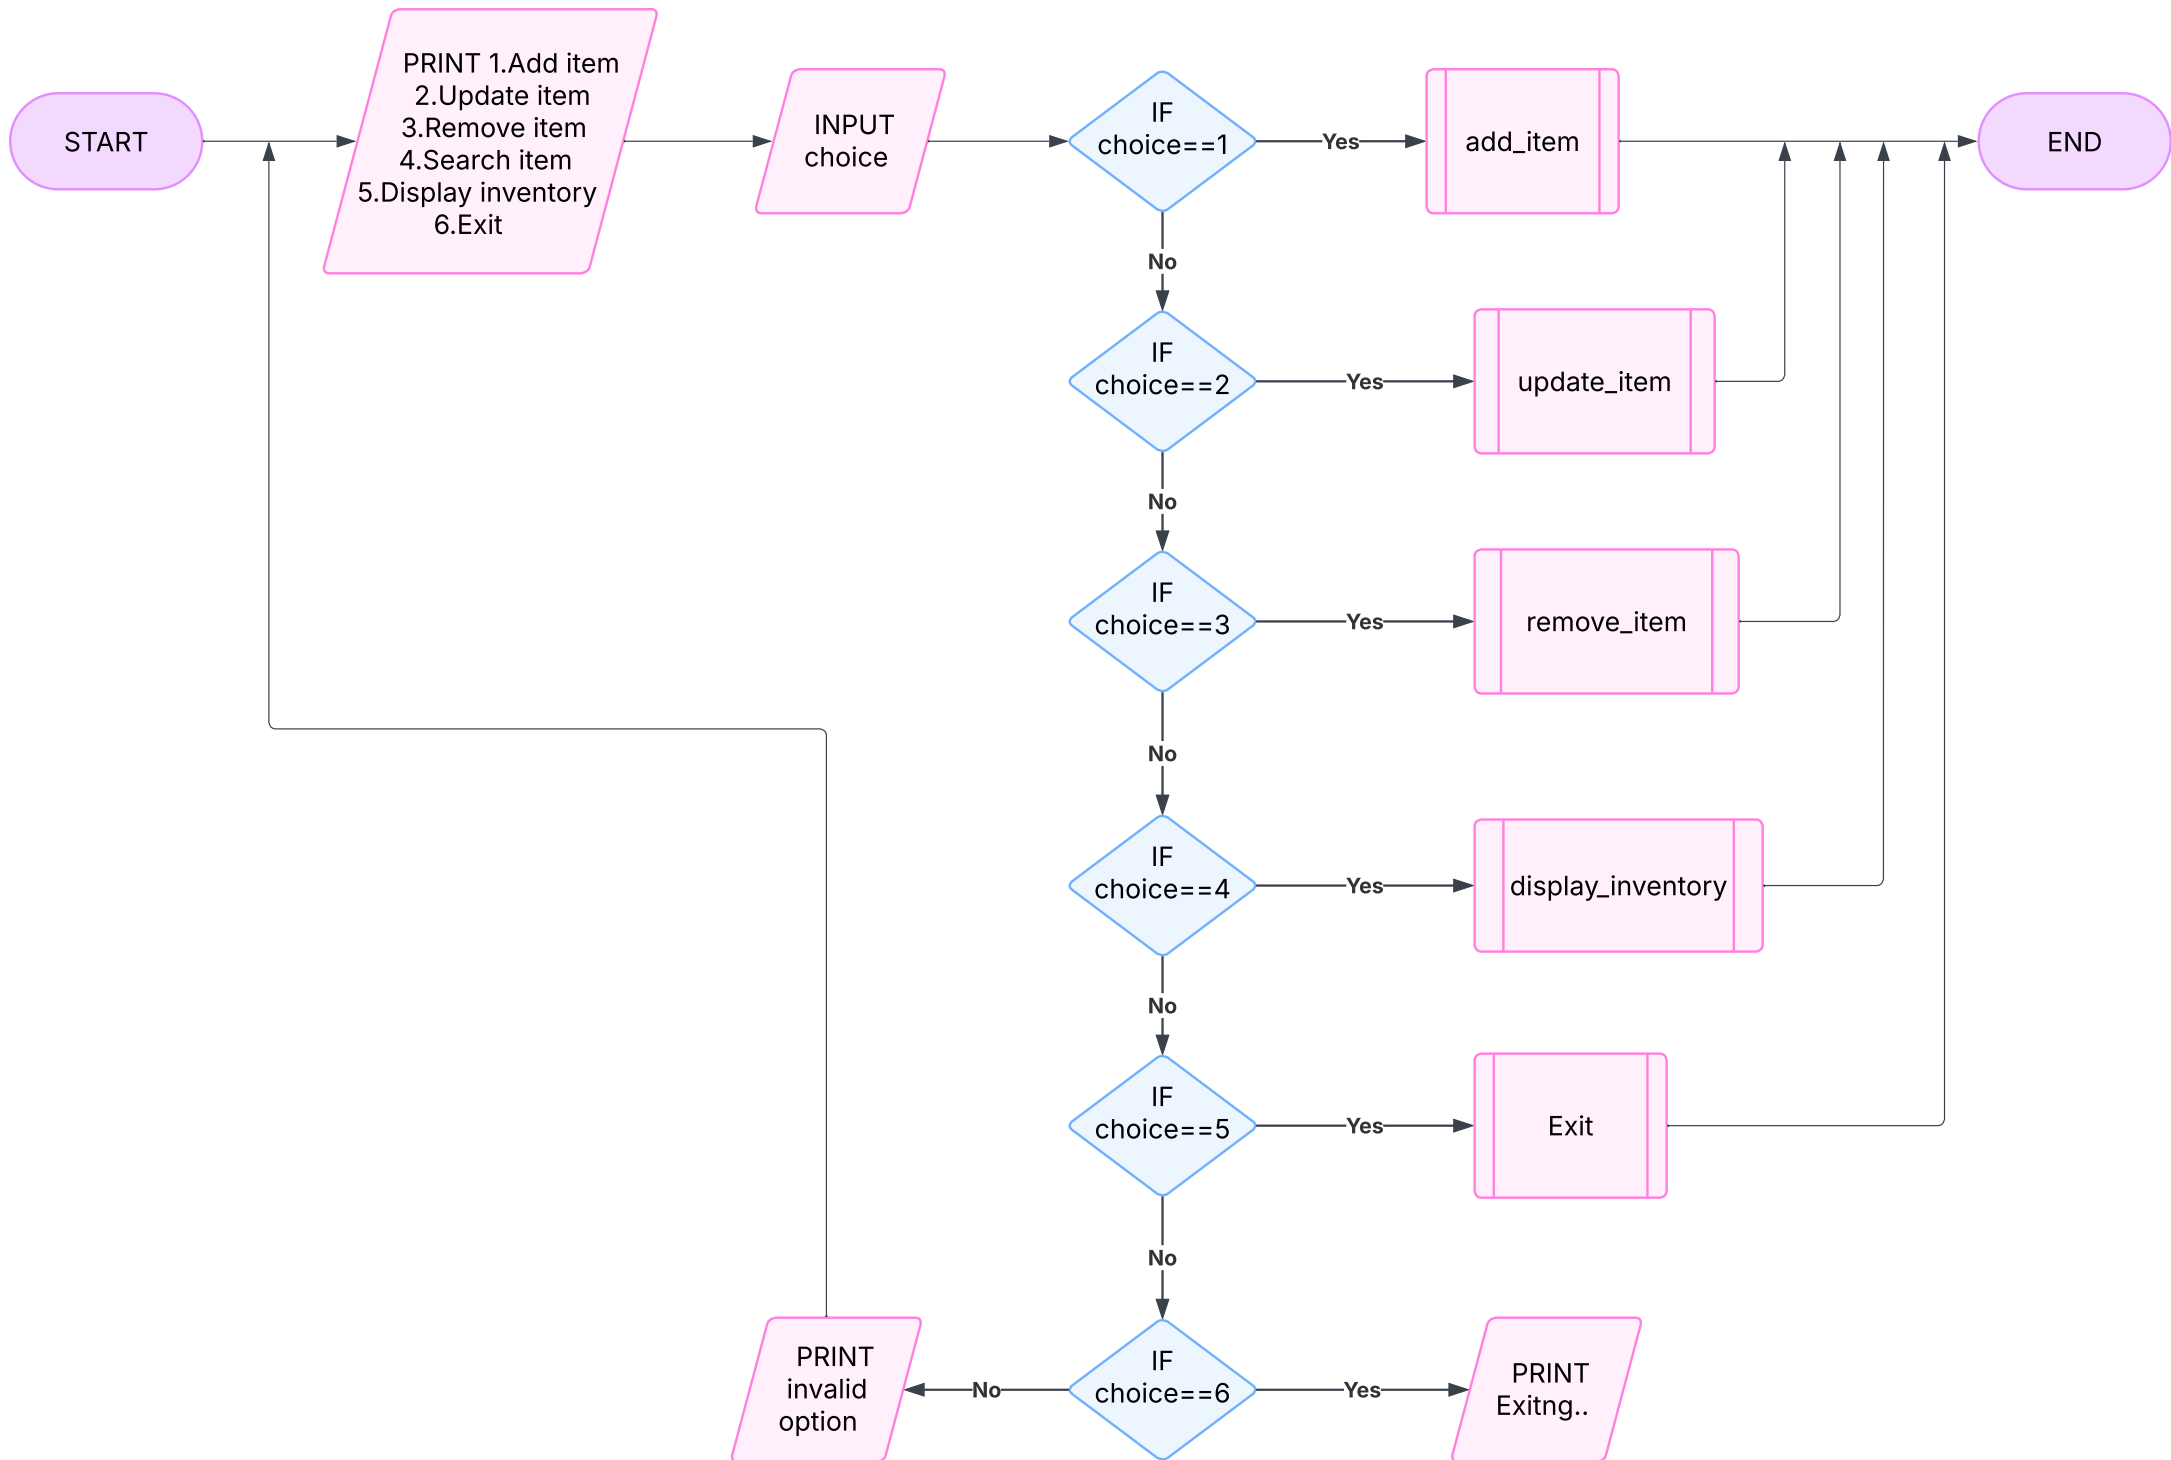 START
PRINT 1.Add item
2.Update item
3.Remove item
4.Search item
5.Display inventory
6.Exit
INPUT
choice
IF
choice==1
Yes
add_item
END
No
IF
choice==2
Yes
update_item
No
IF
choice==3
Yes
remove_item
No
IF
choice==4
Yes
display_inventory
No
IF
choice==5
Yes
Exit
No
PRINT
invalid
option
No
IF
choice==6
Yes
PRINT
Exitng..